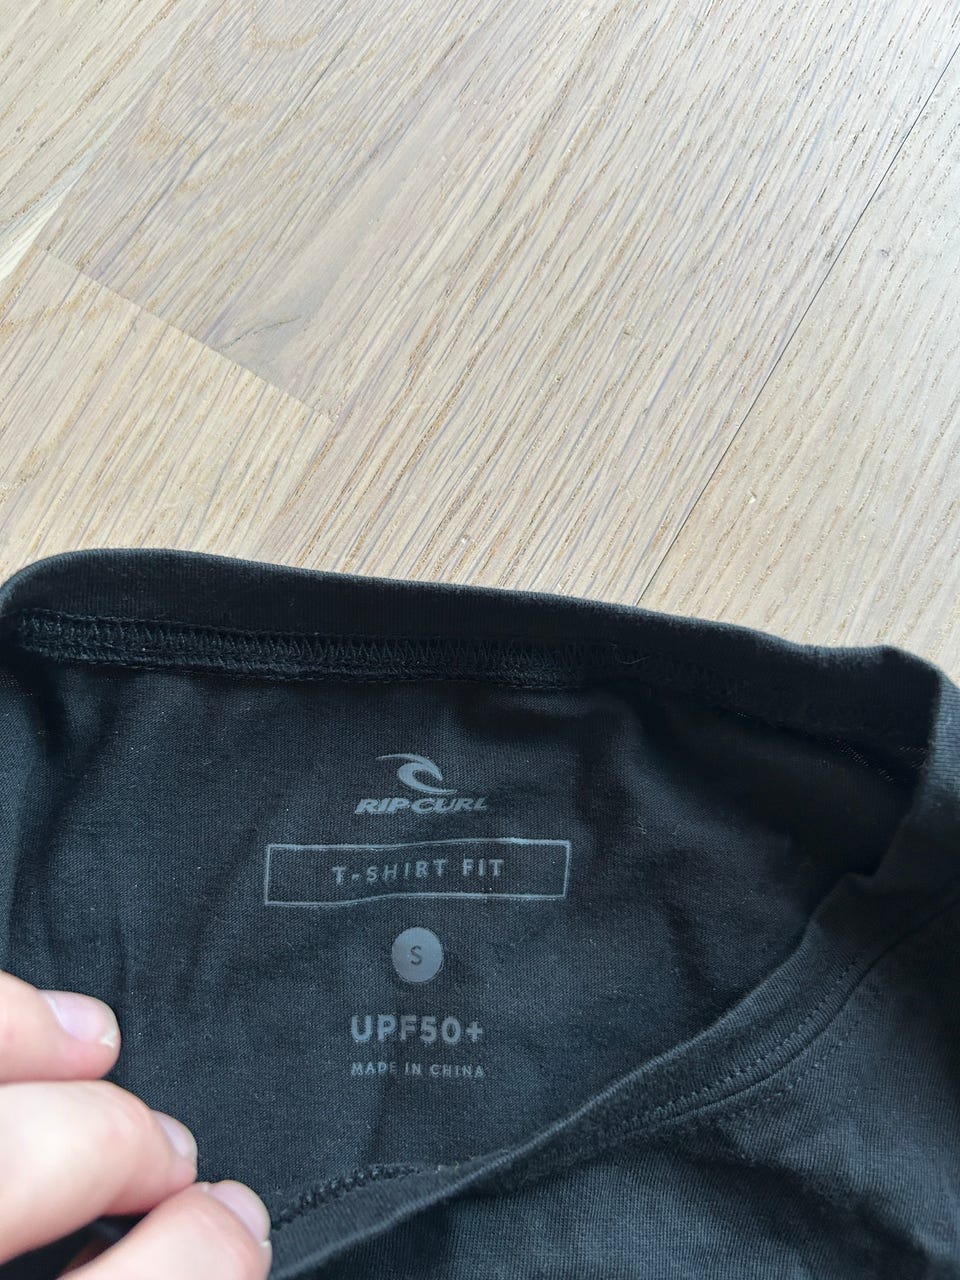 RIP CURL
T-SHIRT FIT
S
UPF50+
MADE IN CHINA